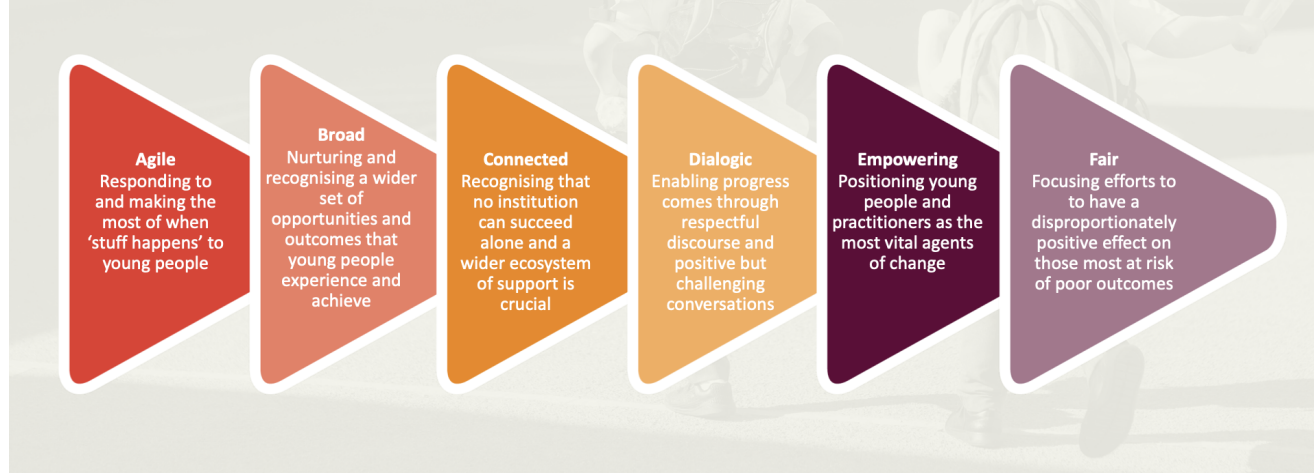 Agile
Responding to
and making the
most of when
‘stuff happens’ to
young people
Broad
Nurturing and
recognising a wider
set of
opportunities and
outcomes that
young people
experience and
achieve
Connected
Recognising that
no institution
can succeed
alone and a
wider ecosystem
of support is
crucial
Dialogic
Enabling progress
comes through
respectful
discourse and
positive but
challenging
conversations
Empowering
Positioning young
people and
practitioners as the
most vital agents
of change
Fair
Focusing efforts to
to have a
disproportionately
positive effect on
those most at risk
of poor outcomes